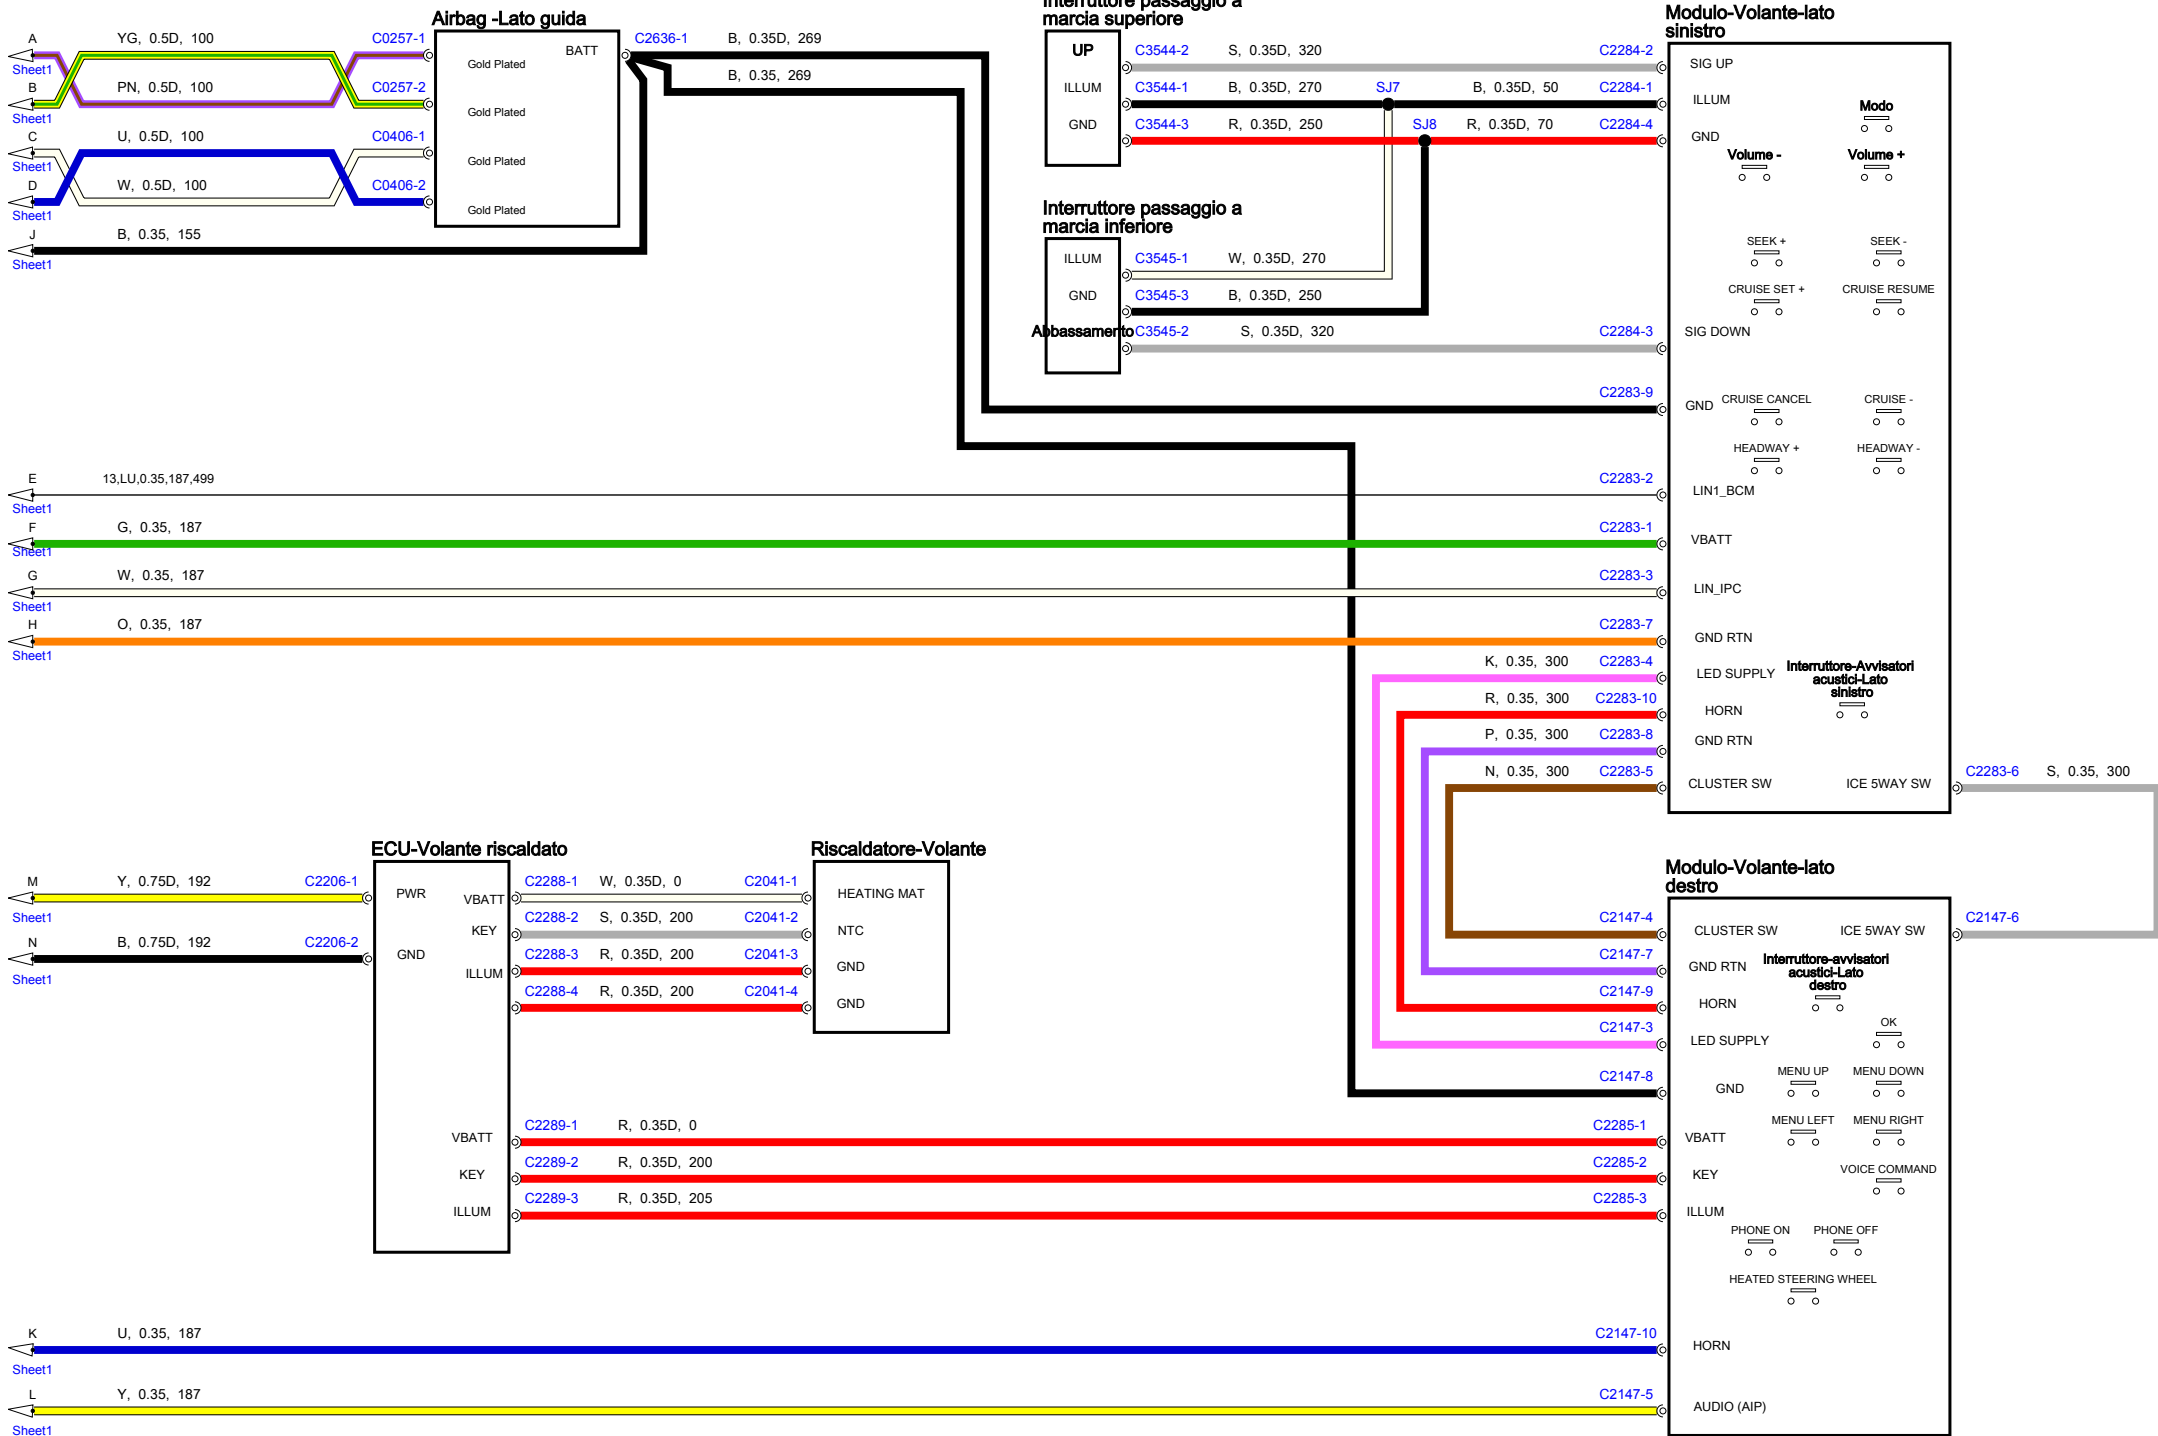 Airbag -Lato guida
A
YG, 0.5D, 100
C0257-1
Sheet1
B
PN, 0.5D, 100
C0257-2
Sheet1
C
U, 0.5D, 100
C0406-1
Sheet1
D
W, 0.5D, 100
C0406-2
Sheet1
J
B, 0.35, 155
Sheet1
Gold Plated
Gold Plated
Gold Plated
Gold Plated
BATT
C2636-1
B, 0.35D, 269
B, 0.35, 269
Interruttore passaggio a
marcia superiore
UP
C3544-2
S, 0.35D, 320
C2284-2
ILLUM
C3544-1
B, 0.35D, 270
SJ7
B, 0.35D, 50
C2284-1
GND
C3544-3
R, 0.35D, 250
SJ8
R, 0.35D, 70
C2284-4
Interruttore passaggio a
marcia inferiore
ILLUM
C3545-1
W, 0.35D, 270
GND
C3545-3
B, 0.35D, 250
Abbassamento
C3545-2
S, 0.35D, 320
C2284-3
C2283-9
Modulo-Volante-lato
sinistro
SIG UP
ILLUM
GND
Modo
Volume -
Volume +
SEEK +
SEEK -
CRUISE SET +
CRUISE RESUME
SIG DOWN
GND
CRUISE CANCEL
CRUISE -
HEADWAY +
HEADWAY -
LIN1_BCM
VBATT
LIN_IPC
GND RTN
LED SUPPLY
Interruttore-Avvisatori
acustici-Lato
sinistro
HORN
GND RTN
CLUSTER SW
ICE 5WAY SW
E
13,LU,0.35,187,499
C2283-2
Sheet1
F
G, 0.35, 187
C2283-1
Sheet1
G
W, 0.35, 187
C2283-3
Sheet1
H
O, 0.35, 187
C2283-7
Sheet1
K, 0.35, 300
C2283-4
R, 0.35, 300
C2283-10
P, 0.35, 300
C2283-8
N, 0.35, 300
C2283-5
C2283-6
S, 0.35, 300
ECU-Volante riscaldato
Riscaldatore-Volante
M
Y, 0.75D, 192
C2206-1
Sheet1
N
B, 0.75D, 192
C2206-2
Sheet1
PWR
GND
VBATT
KEY
ILLUM
C2288-1
W, 0.35D, 0
C2041-1
C2288-2
S, 0.35D, 200
C2041-2
C2288-3
R, 0.35D, 200
C2041-3
C2288-4
R, 0.35D, 200
C2041-4
HEATING MAT
NTC
GND
GND
VBATT
C2289-1
R, 0.35D, 0
C2285-1
KEY
C2289-2
R, 0.35D, 200
C2285-2
ILLUM
C2289-3
R, 0.35D, 205
C2285-3
Modulo-Volante-lato
destro
C2147-4
CLUSTER SW
ICE 5WAY SW
C2147-6
C2147-7
GND RTN
Interruttore-avvisatori
acustici-Lato
destro
C2147-9
HORN
C2147-3
LED SUPPLY
OK
C2147-8
GND
MENU UP
MENU DOWN
MENU LEFT
MENU RIGHT
VBATT
KEY
VOICE COMMAND
ILLUM
PHONE ON
PHONE OFF
HEATED STEERING WHEEL
K
U, 0.35, 187
C2147-10
HORN
Sheet1
L
Y, 0.35, 187
C2147-5
AUDIO (AIP)
Sheet1